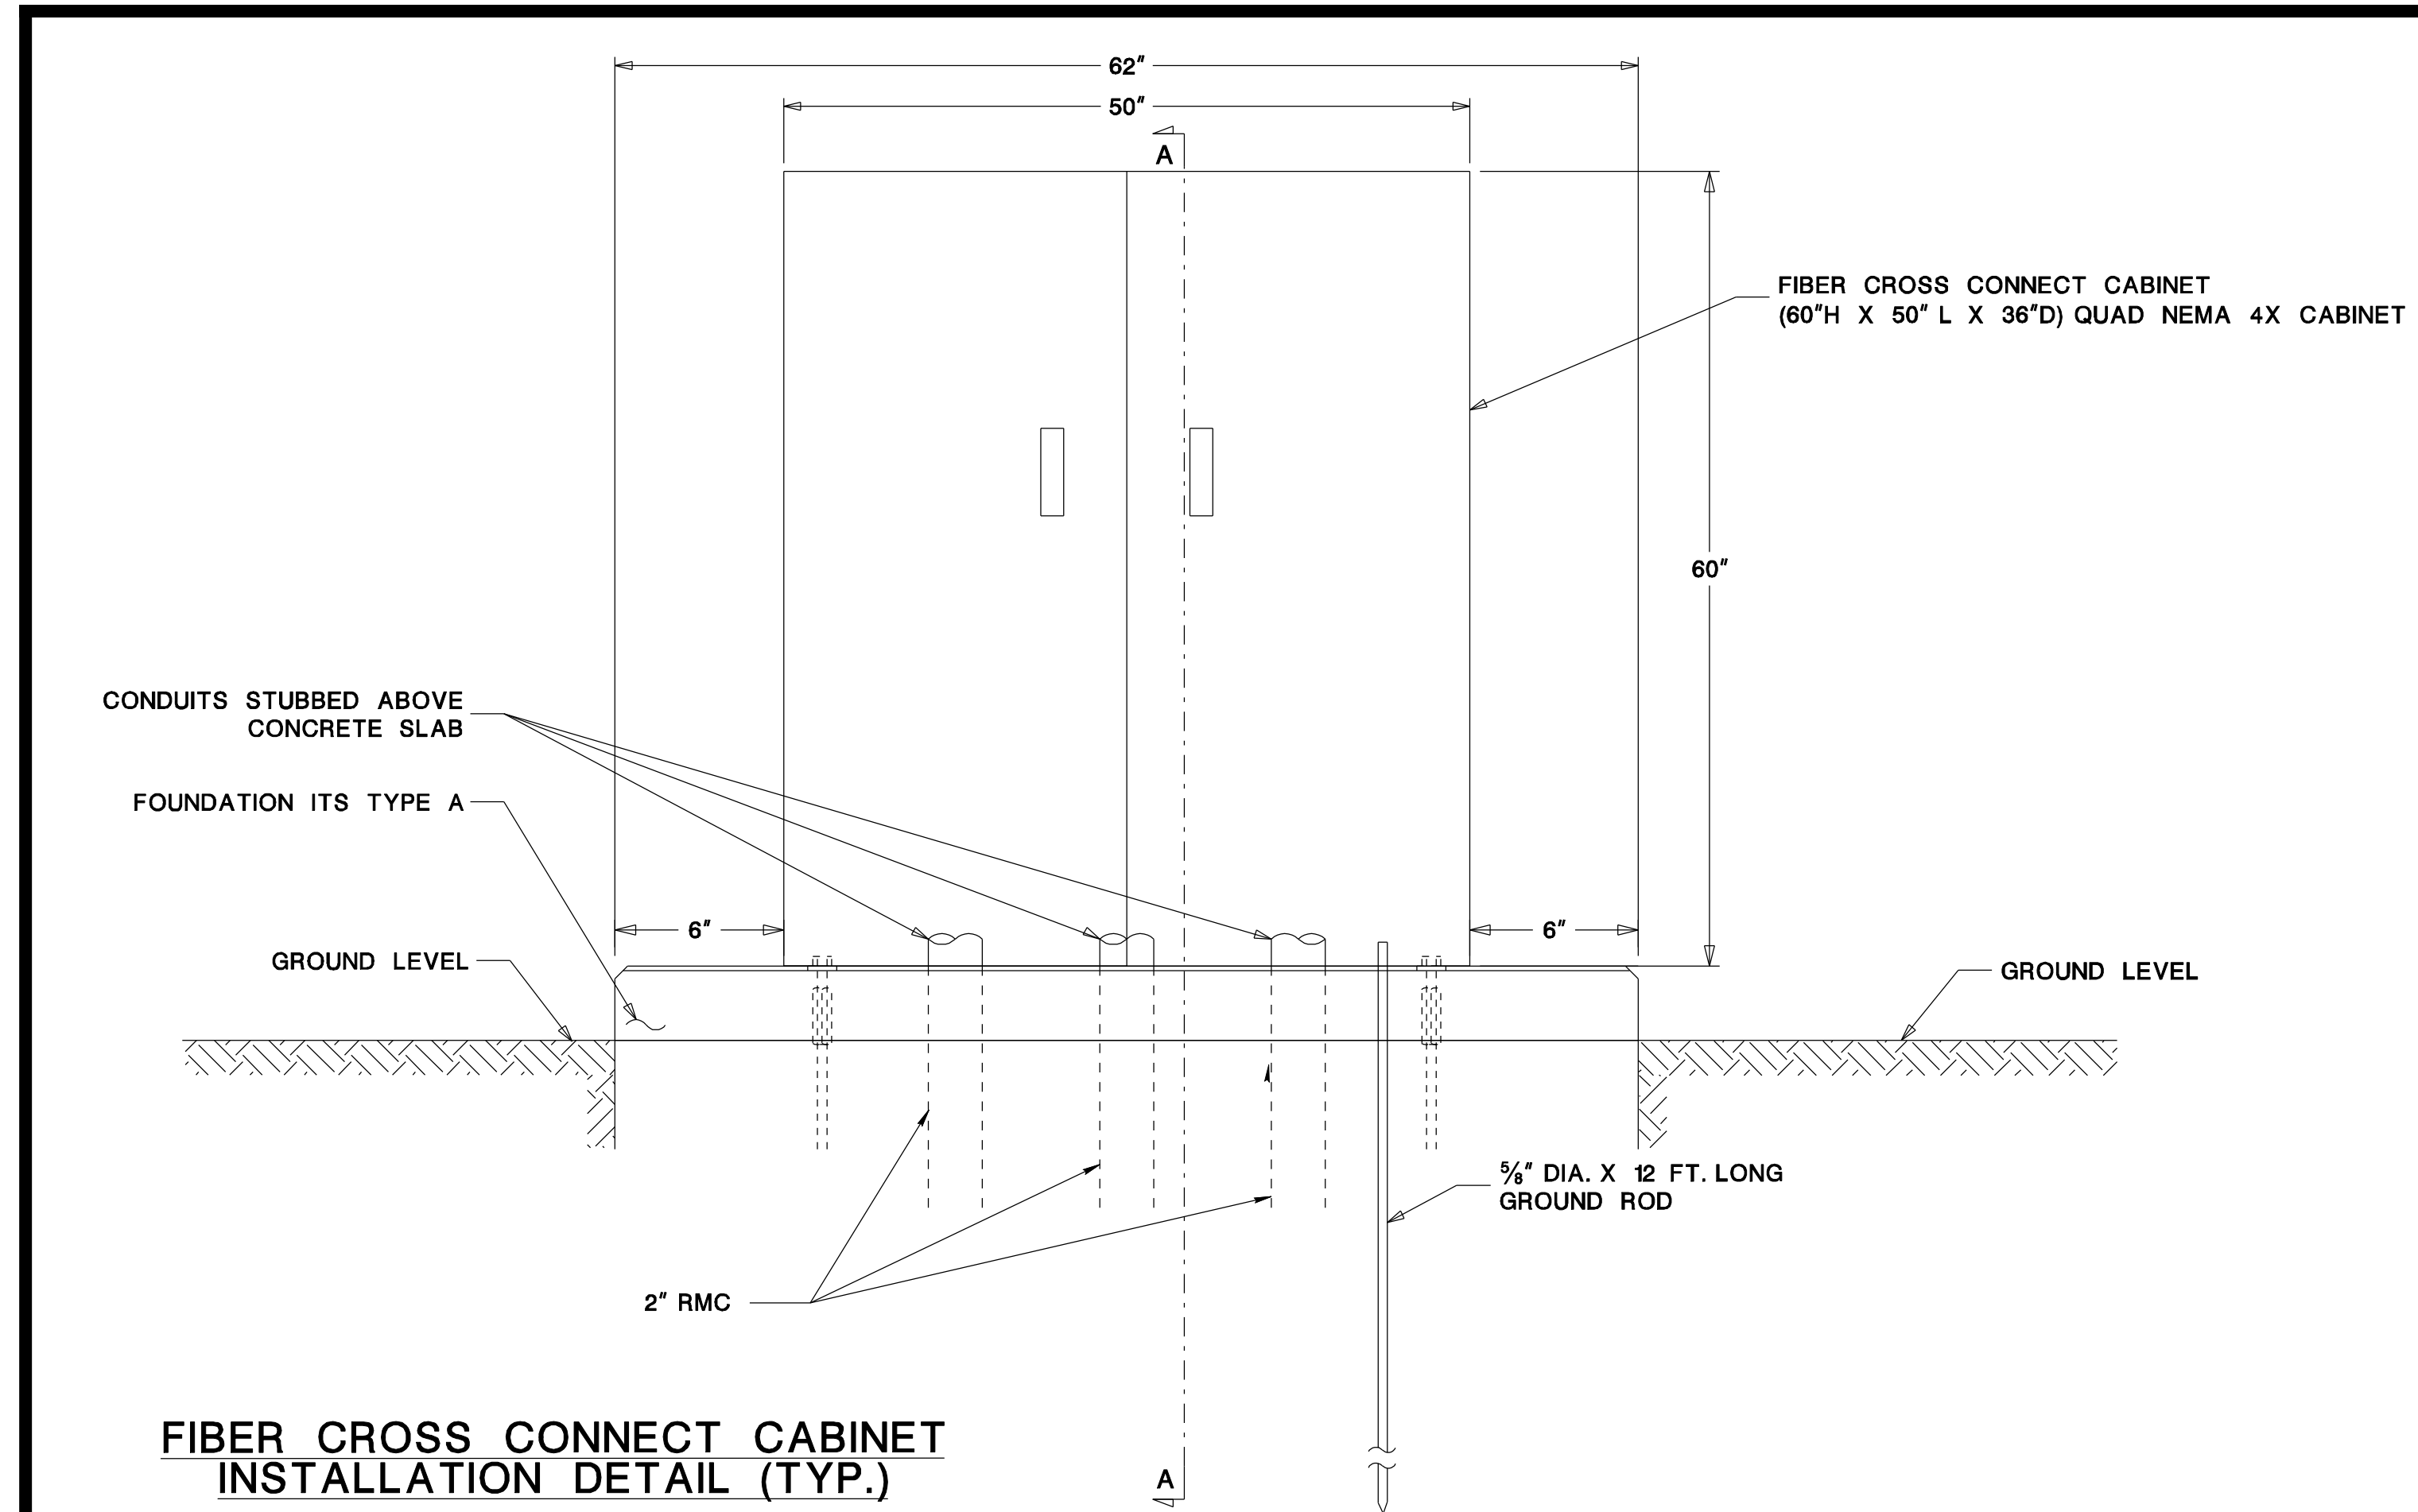 62"
50"
A
FIBER CROSS CONNECT CABINET
(60"H X 50" L X 36"D) QUAD NEMA 4X CABINET
60"
CONDUITS STUBBED ABOVE
CONCRETE SLAB
FOUNDATION ITS TYPE A
6"
6"
GROUND LEVEL
GROUND LEVEL
⅝" DIA. X 12 FT. LONG
GROUND ROD
2" RMC
FIBER CROSS CONNECT CABINET
INSTALLATION DETAIL (TYP.)
A